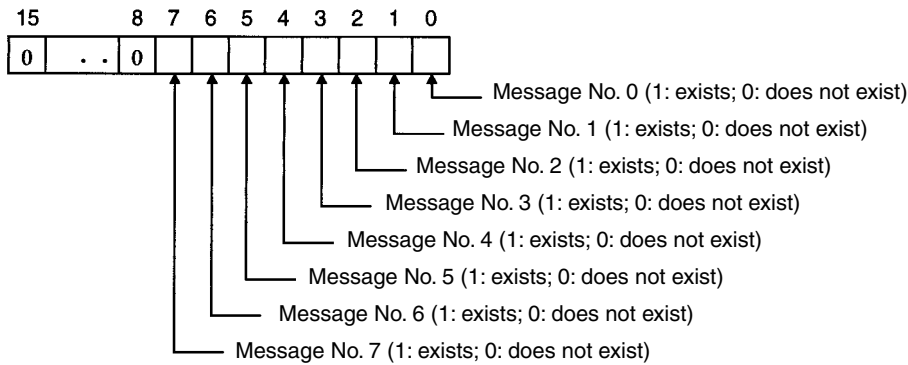 15 8 7 6 5 4 3 2 1 0
0 . . 0
Message No. 0 (1: exists; 0: does not exist)
Message No. 1 (1: exists; 0: does not exist)
Message No. 2 (1: exists; 0: does not exist)
Message No. 3 (1: exists; 0: does not exist)
Message No. 4 (1: exists; 0: does not exist)
Message No. 5 (1: exists; 0: does not exist)
Message No. 6 (1: exists; 0: does not exist)
Message No. 7 (1: exists; 0: does not exist)